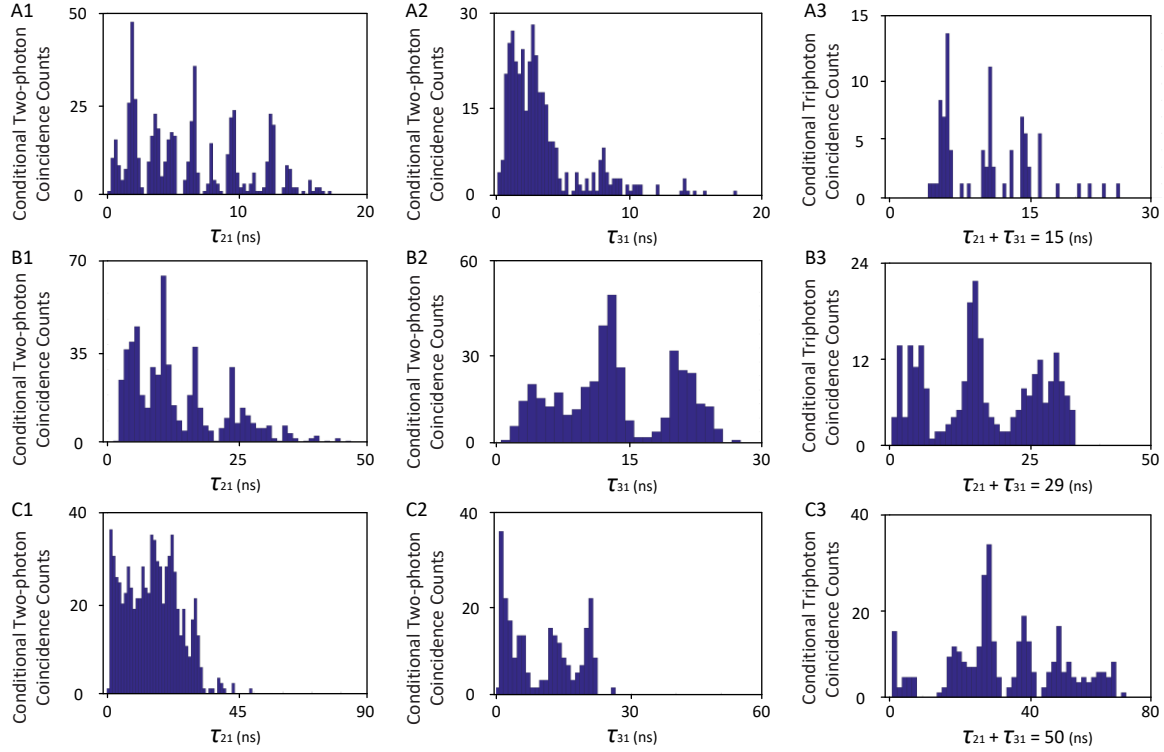 A1
Conditional Two-photon
Coincidence Counts
50
25
0
0
10
20
τ21 (ns)
A2
Conditional Two-photon
Coincidence Counts
30
15
0
0
10
20
τ31 (ns)
A3
Conditional Triphoton
Coincidence Counts
15
10
5
0
0
15
30
τ21 + τ31 = 15 (ns)
B1
Conditional Two-photon
Coincidence Counts
70
35
0
0
25
50
τ21 (ns)
B2
Conditional Two-photon
Coincidence Counts
60
30
0
0
15
30
τ31 (ns)
B3
Conditional Triphoton
Coincidence Counts
24
12
0
0
25
50
τ21 + τ31 = 29 (ns)
C1
Conditional Two-photon
Coincidence Counts
40
20
0
0
45
90
τ21 (ns)
C2
Conditional Two-photon
Coincidence Counts
40
20
0
0
30
60
τ31 (ns)
C3
Conditional Triphoton
Coincidence Counts
40
20
0
0
40
80
τ21 + τ31 = 50 (ns)